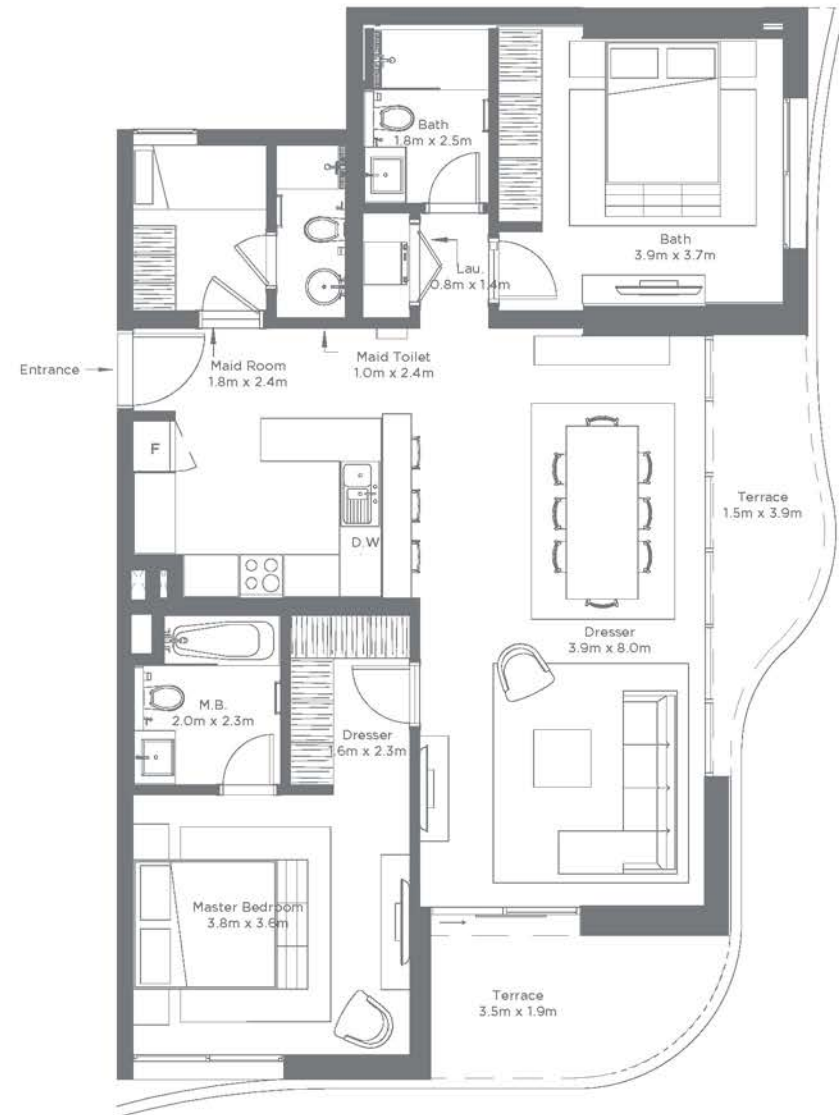 Bath
1.8m x 2.5m
Bath
3.9m x 3.7m
Lau.
0.8m x 1.4m
Entrance
Maid Room
1.8m x 2.4m
Maid Toilet
1.0m x 2.4m
F
D.W
Terrace
1.5m x 3.9m
Dresser
3.9m x 8.0m
M.B.
2.0m x 2.3m
Dresser
1.6m x 2.3m
Master Bedroom
3.8m x 3.6m
Terrace
3.5m x 1.9m